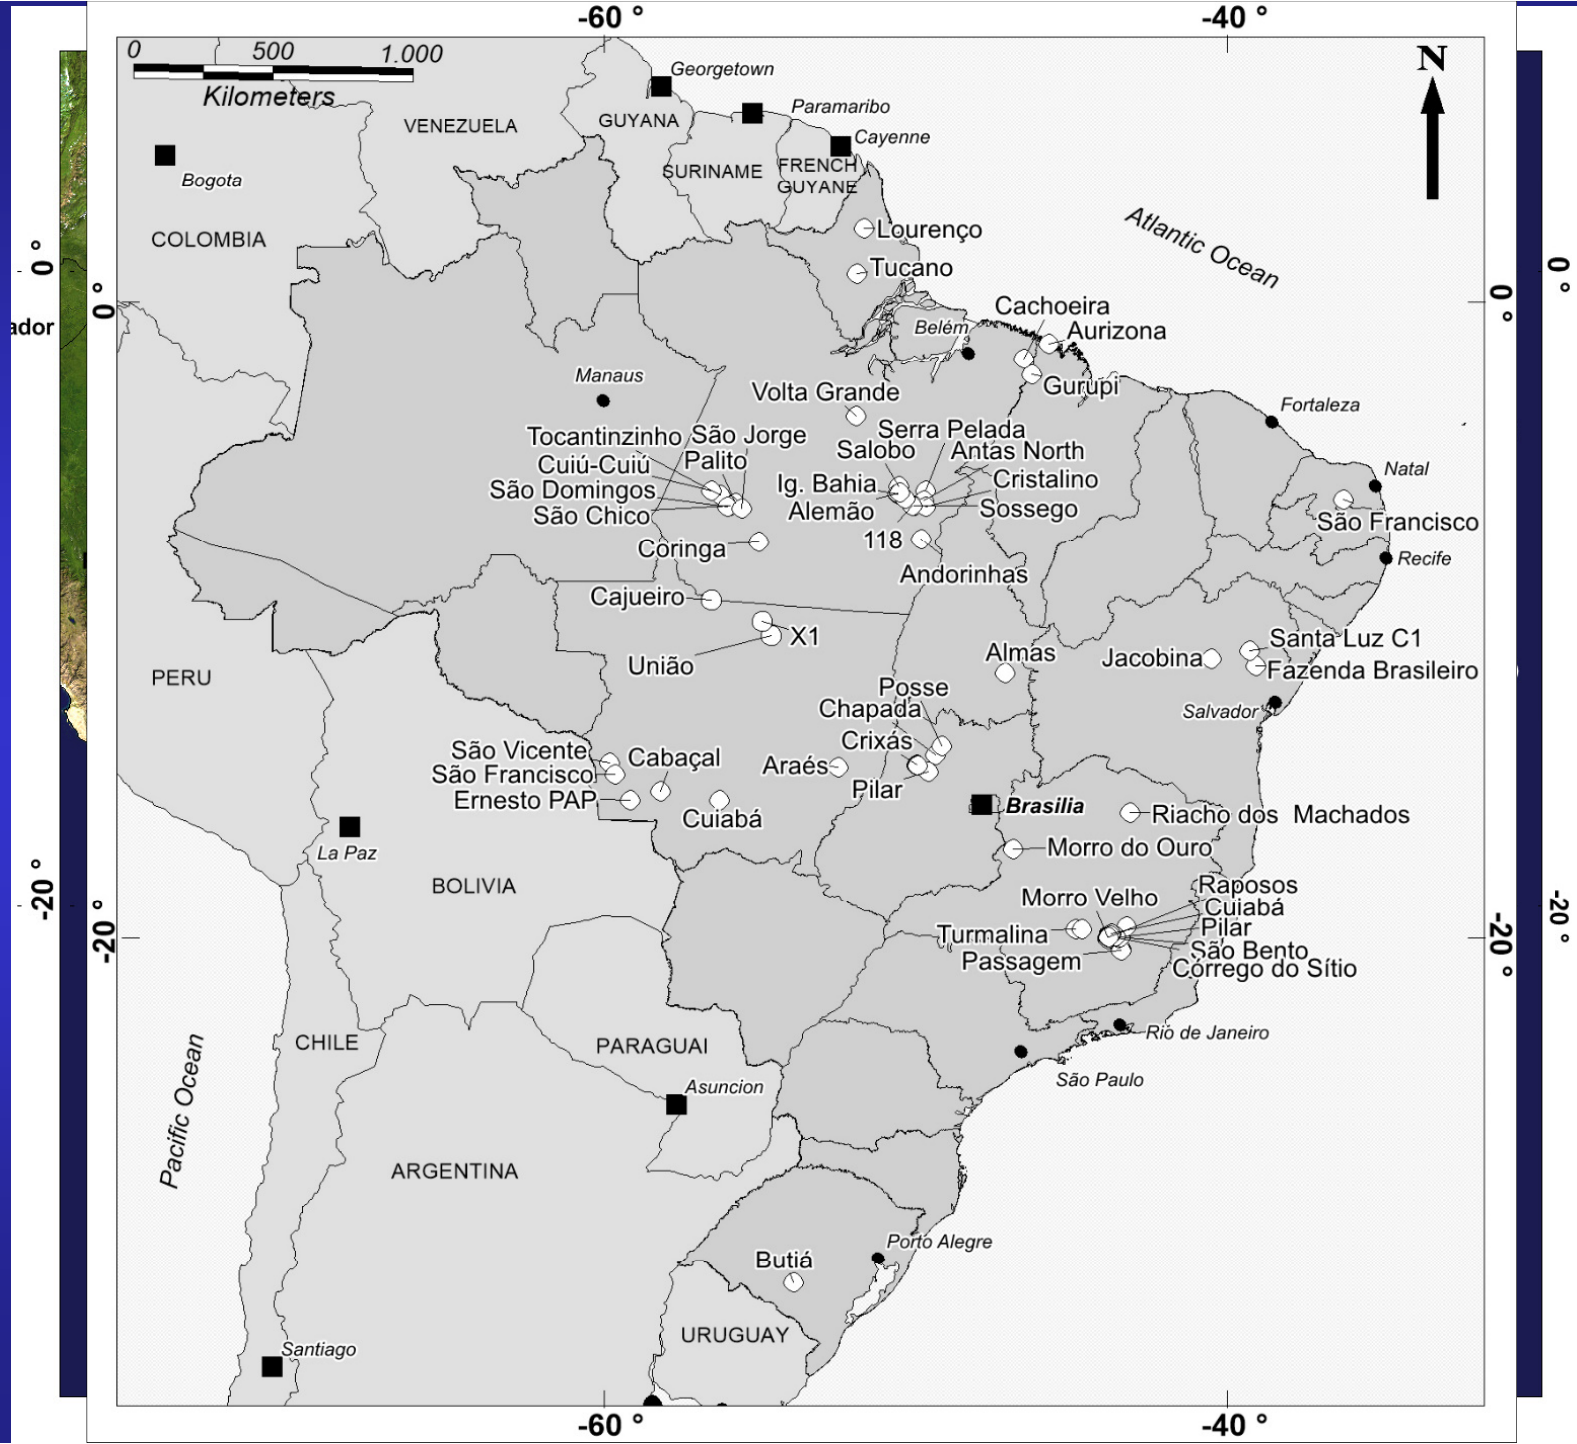 -60 °
-40 °
0 500 1.000
Kilometers
N
Georgetown
Paramaribo
Cayenne
VENEZUELA
GUYANA
SURINAME
FRENCH
GUYANE
Bogota
COLOMBIA
Lourenço
Tucano
Atlantic Ocean
0 °
0 °
0 °
0 °
ador
Cachoeira
Aurizona
Belém
Gurupi
Manaus
Volta Grande
Fortaleza
Tocantinzinho
São Jorge
Serra Pelada
Cuiú-Cuiú
Palito
Salobo
Antas North
Natal
São Domingos
Ig. Bahia
Cristalino
São Chico
Alemão
Sossego
São Francisco
Coringa
118
Recife
Andorinhas
Cajueiro
X1
União
Almas
Jacobina
Santa Luz C1
Fazenda Brasileiro
PERU
Posse
Chapada
Salvador
São Vicente
Cabaçal
Crixás
São Francisco
Araés
Ernesto PAP
Cuiabá
Pilar
Brasilia
Riacho dos Machados
La Paz
Morro do Ouro
BOLIVIA
Morro Velho
Raposos
Cuiabá
Turmalina
Pilar
Passagem
São Bento
Córrego do Sítio
-20 °
-20 °
-20 °
-20 °
CHILE
PARAGUAI
Rio de Janeiro
São Paulo
Asuncion
Pacific Ocean
ARGENTINA
Butiá
Porto Alegre
URUGUAY
Santiago
-60 °
-40 °